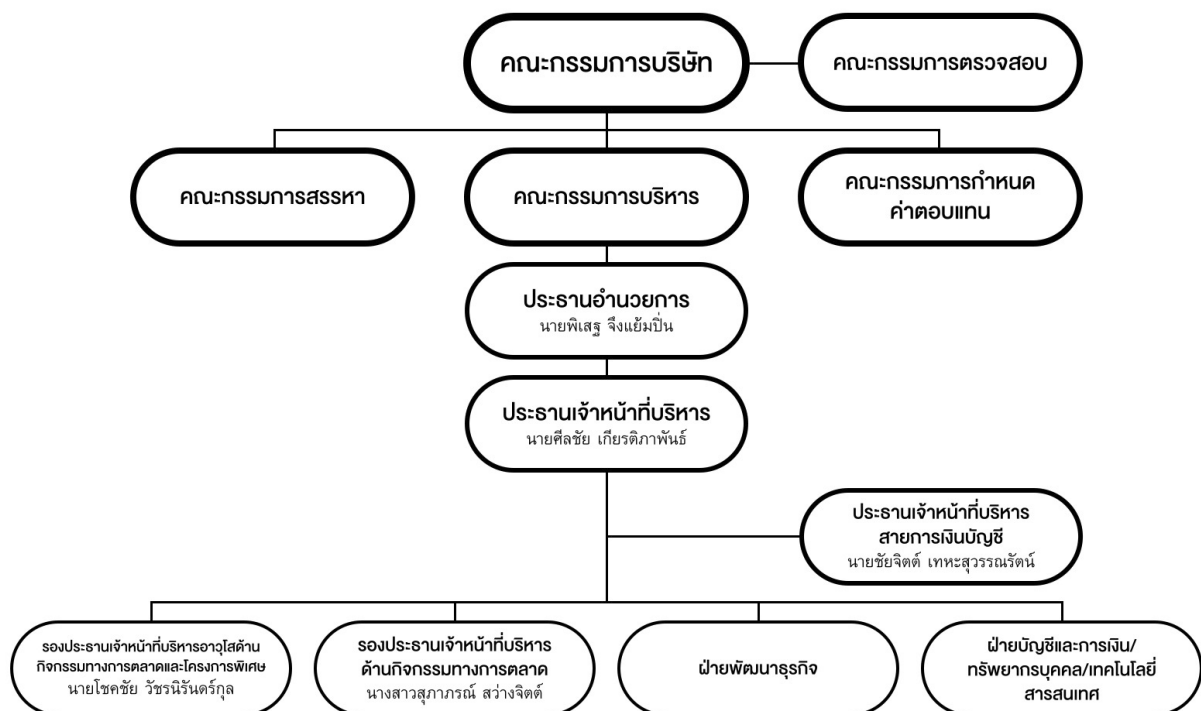 คณะกรรมการบริษัท
คณะกรรมการตรวจสอบ
คณะกรรมการสรรหา
คณะกรรมการบริหาร
คณะกรรมการกำหนด
ค่าตอบแทน
ประธานอำนวยการ
นายพิเสฐ จึงแย้มปิ่น
ประธานเจ้าหน้าที่บริหาร
นายศีลชัย เกียรติภาพันธ์
ประธานเจ้าหน้าที่บริหาร
สายการเงินบัญชี
นายชัยจิตต์ เทหะสุวรรณรัตน์
รองประธานเจ้าหน้าที่บริหารอาวุโสด้าน
กิจกรรมทางการตลาดและโครงการพิเศษ
นายโชคชัย วัชรนิรันดร์กุล
รองประธานเจ้าหน้าที่บริหาร
ด้านกิจกรรมทางการตลาด
นางสาวสุภาภรณ์ สว่างจิตต์
ฝ่ายพัฒนาธุรกิจ
ฝ่ายบัญชีและการเงิน/
ทรัพยากรบุคคล/เทคโนโลยี่
สารสนเทศ